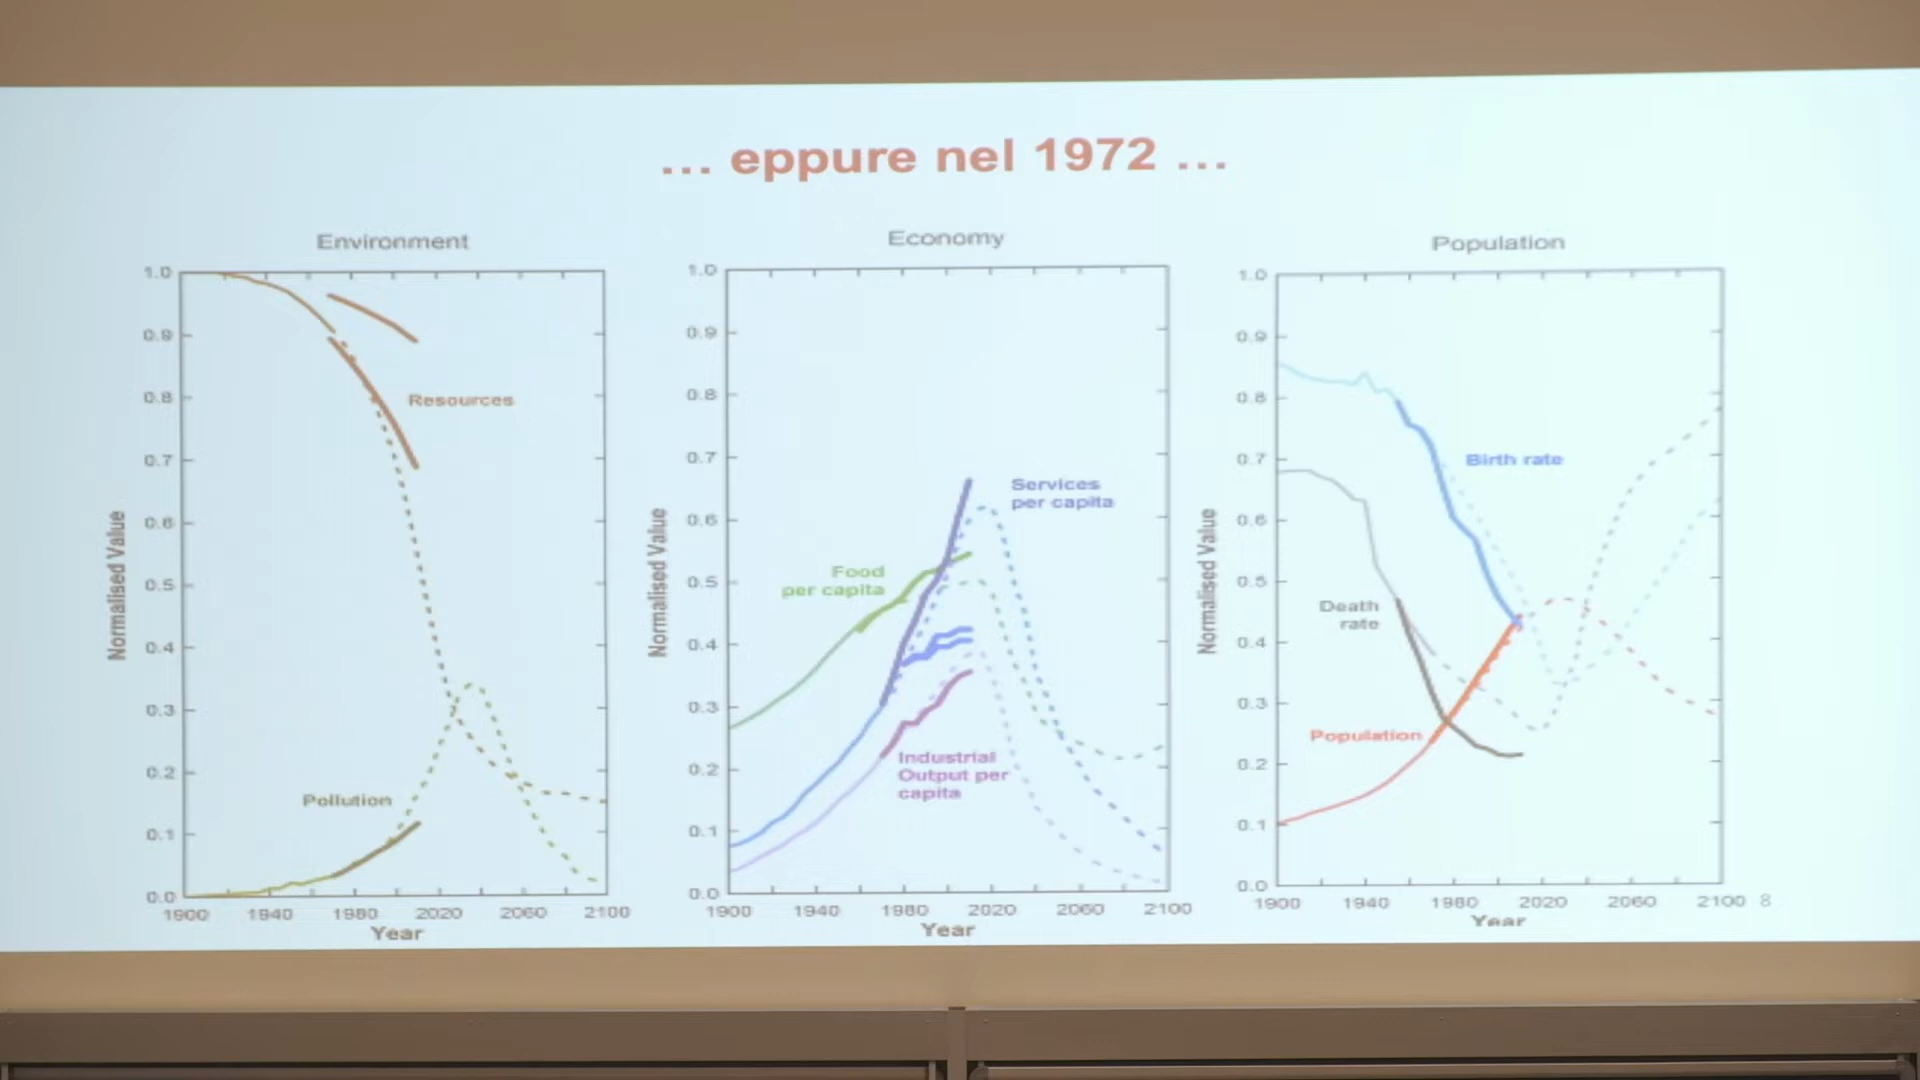 ... eppure nel 1972 ...
Environment
1.0
0.9
0.8
0.7
0.6
0.5
0.4
0.3
0.2
0.1
0.0
Normalised Value
Resources
Pollution
1900 1940 1980 2020 2060 2100
Year
Economy
1.0
0.9
0.8
0.7
0.6
0.5
0.4
0.3
0.2
0.1
0.0
Normalised Value
Services
per capita
Food
per capita
Industrial
Output per
capita
1900 1940 1980 2020 2060 2100
Year
Population
1.0
0.9
0.8
0.7
0.6
0.5
0.4
0.3
0.2
0.1
0.0
Normalised Value
Birth rate
Death
rate
Population
1900 1940 1980 2020 2060 2100
Year
8